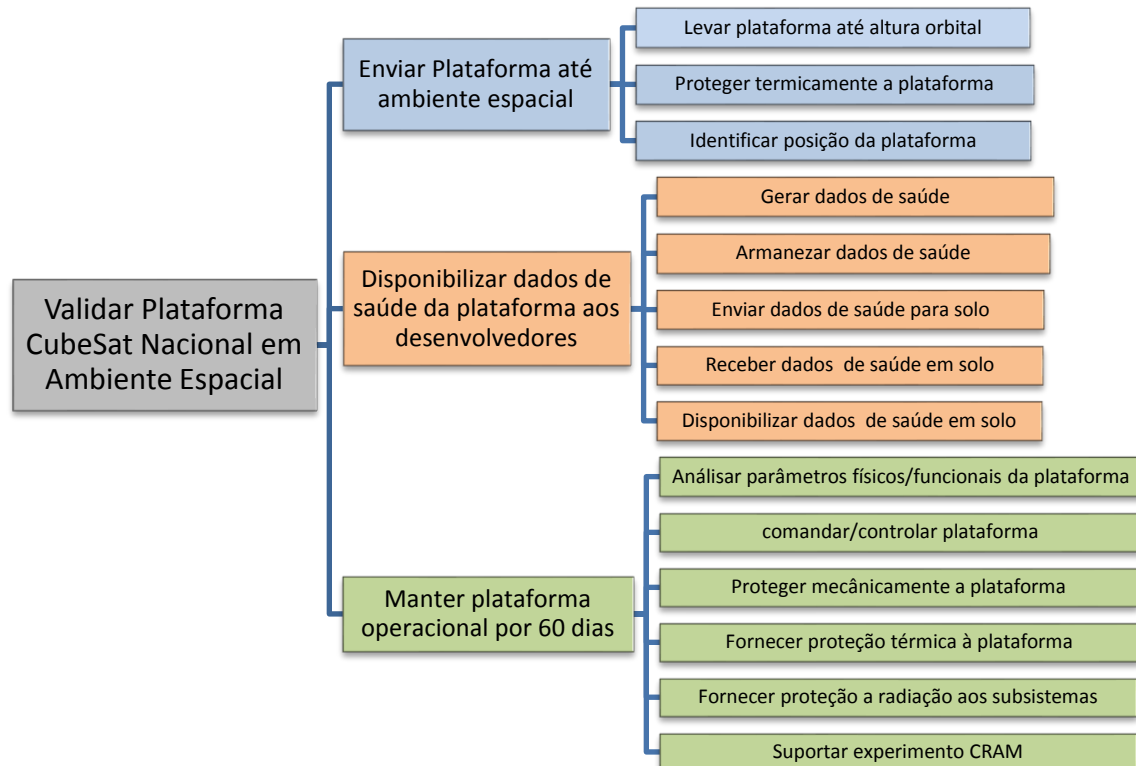 Validar Plataforma
CubeSat Nacional em
Ambiente Espacial
Enviar Plataforma até
ambiente espacial
Levar plataforma até altura orbital
Proteger termicamente a plataforma
Identificar posição da plataforma
Disponibilizar dados de
saúde da plataforma aos
desenvolvedores
Gerar dados de saúde
Armanezar dados de saúde
Enviar dados de saúde para solo
Receber dados de saúde em solo
Disponibilizar dados de saúde em solo
Manter plataforma
operacional por 60 dias
Análisar parâmetros físicos/funcionais da plataforma
comandar/controlar plataforma
Proteger mecânicamente a plataforma
Fornecer proteção térmica à plataforma
Fornecer proteção a radiação aos subsistemas
Suportar experimento CRAM